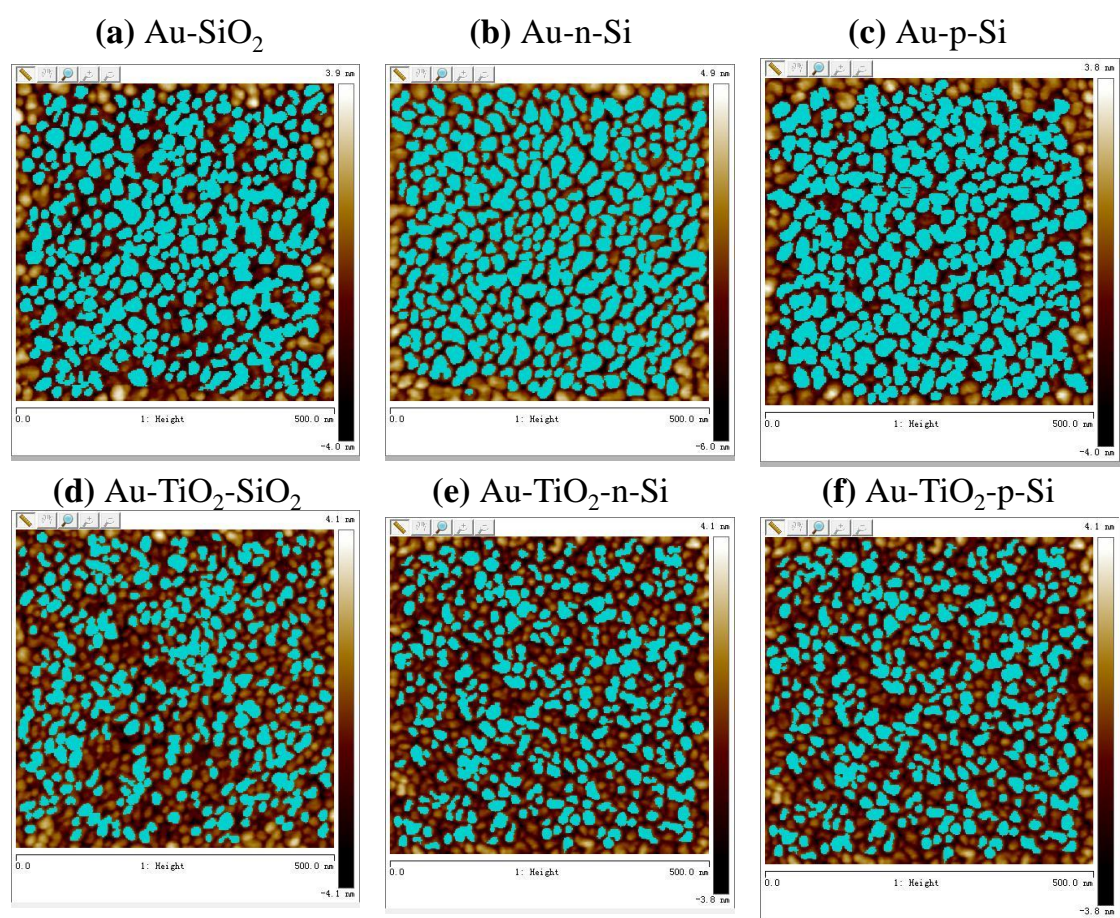 (a) Au-SiO₂
(b) Au-n-Si
(c) Au-p-Si
3.9 nm
4.9 nm
3.8 nm
0.0
1: Height
500.0 nm
0.0
1: Height
500.0 nm
0.0
1: Height
500.0 nm
-4.0 nm
-6.0 nm
-4.0 nm
(d) Au-TiO₂-SiO₂
(e) Au-TiO₂-n-Si
(f) Au-TiO₂-p-Si
4.1 nm
4.1 nm
4.1 nm
0.0
1: Height
500.0 nm
0.0
1: Height
500.0 nm
0.0
1: Height
500.0 nm
-4.1 nm
-3.8 nm
-3.8 nm